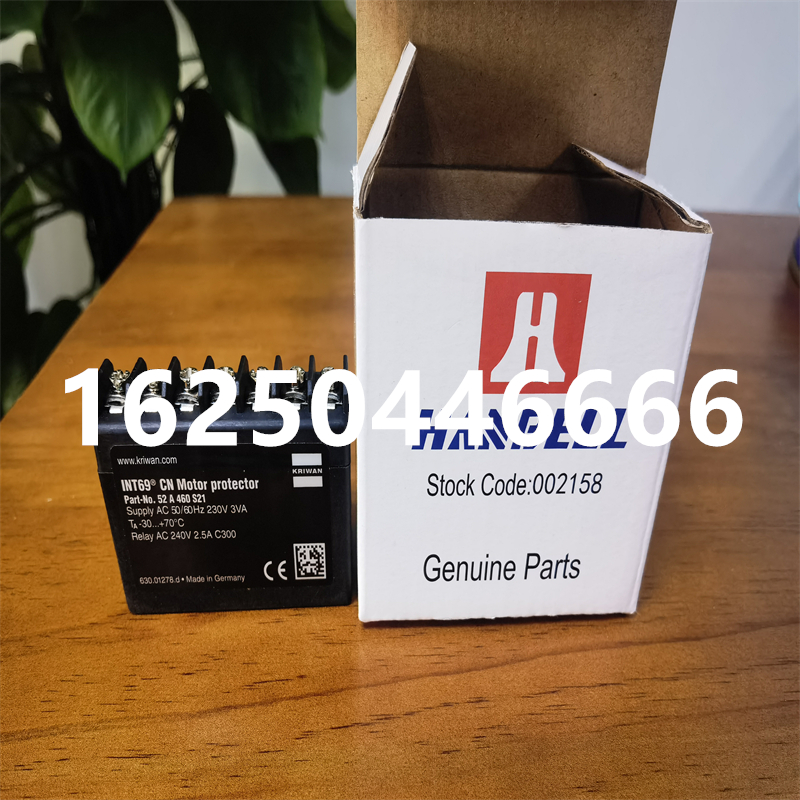 16250446666
www.kriwan.com
KRIWAN
INT69® CN Motor protector
Part-No. 52 A 460 S21
Supply AC 50/60Hz 230V 3VA
TA -30...+70°C
Relay AC 240V 2.5A C300
630.01278.d • Made in Germany
CE
H
HANBELL
Stock Code:002158
Genuine Parts